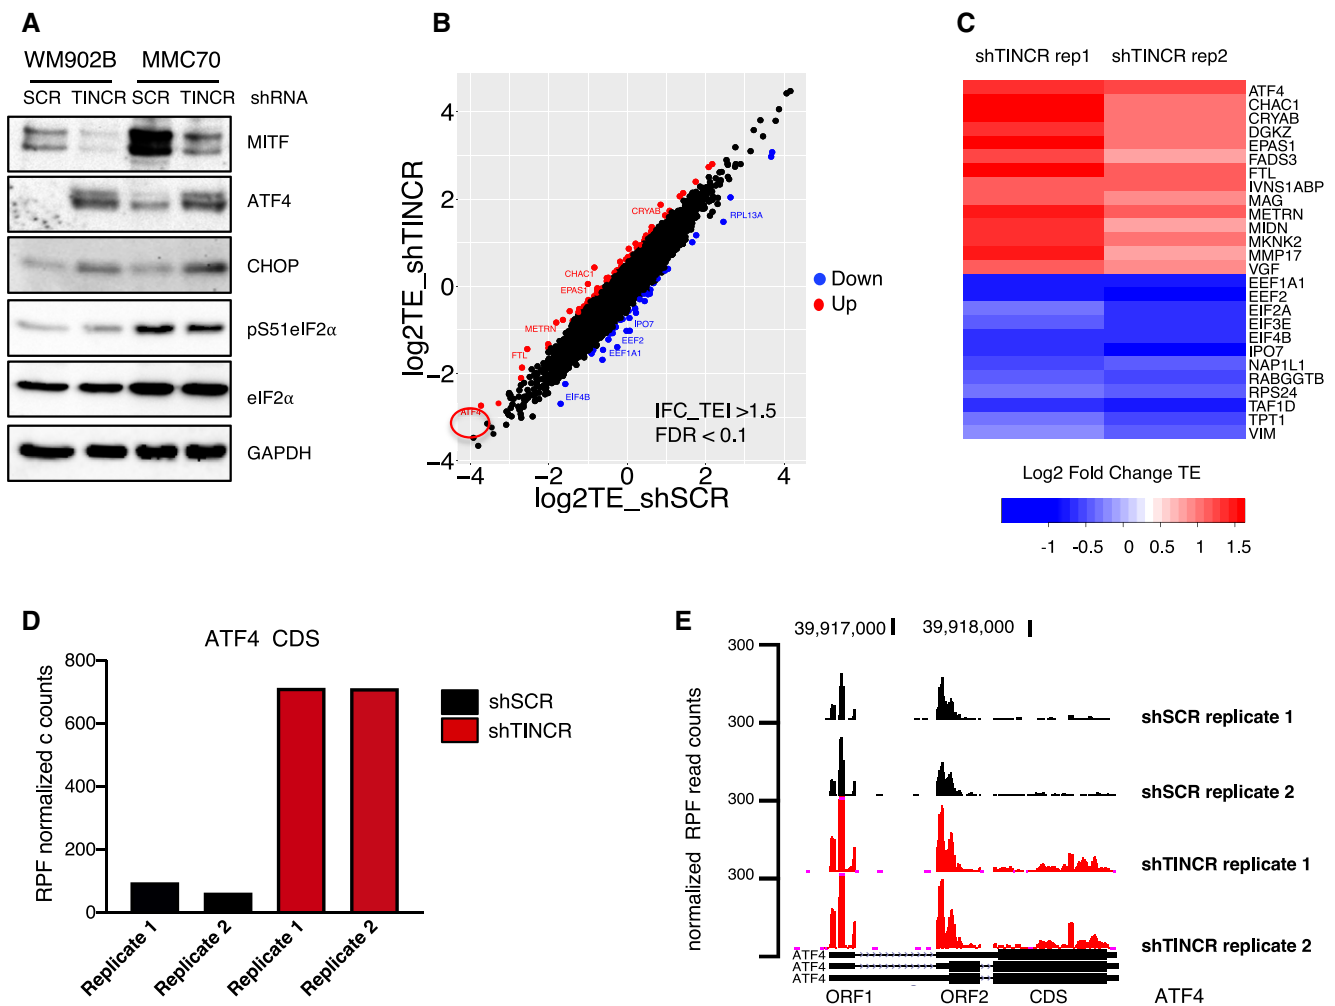 A
WM902B MMC70
SCR TINCR SCR TINCR shRNA
MITF
ATF4
CHOP
pS51eIF2α
eIF2α
GAPDH
B
log2TE_shTINCR
4
2
0
−2
−4
−4 −2 0 2 4
log2TE_shSCR
CRYAB
RPL13A
CHAC1
EPAS1
METRN
IPO7
EEF2
FTL
EEF1A1
EIF4B
ATF4
IFC_TEI >1.5
FDR < 0.1
Down
Up
C
shTINCR rep1 shTINCR rep2
ATF4
CHAC1
CRYAB
DGKZ
EPAS1
FADS3
FTL
IVNS1ABP
MAG
METRN
MIDN
MKNK2
MMP17
VGF
EEF1A1
EEF2
EIF2A
EIF3E
EIF4B
IPO7
NAP1L1
RABGGTB
RPS24
TAF1D
TPT1
VIM
Log2 Fold Change TE
-1 -0.5 0 0.5 1 1.5
D
ATF4 CDS
RPF normalized c counts
800
600
400
200
0
Replicate 1
Replicate 2
Replicate 1
Replicate 2
shSCR
shTINCR
E
39,917,000 39,918,000
normalized RPF read counts
300
300
300
300
shSCR replicate 1
shSCR replicate 2
shTINCR replicate 1
shTINCR replicate 2
ATF4
ATF4
ATF4
ORF1 ORF2 CDS ATF4